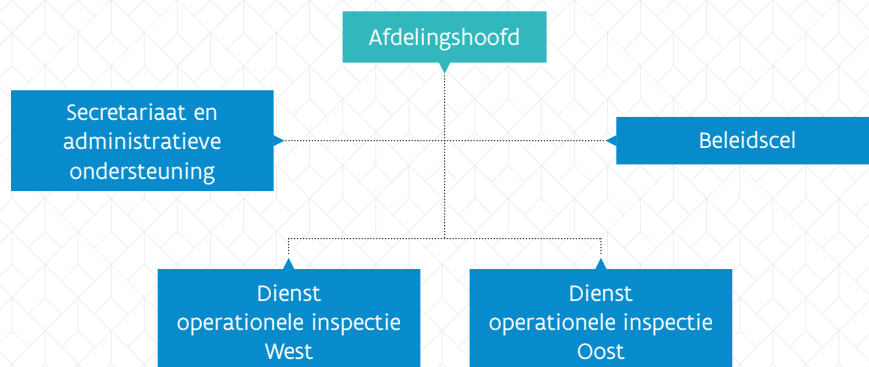 Afdelingshoofd
Secretariaat en
administratieve
ondersteuning
Beleidscel
Dienst
operationele inspectie
West
Dienst
operationele inspectie
Oost